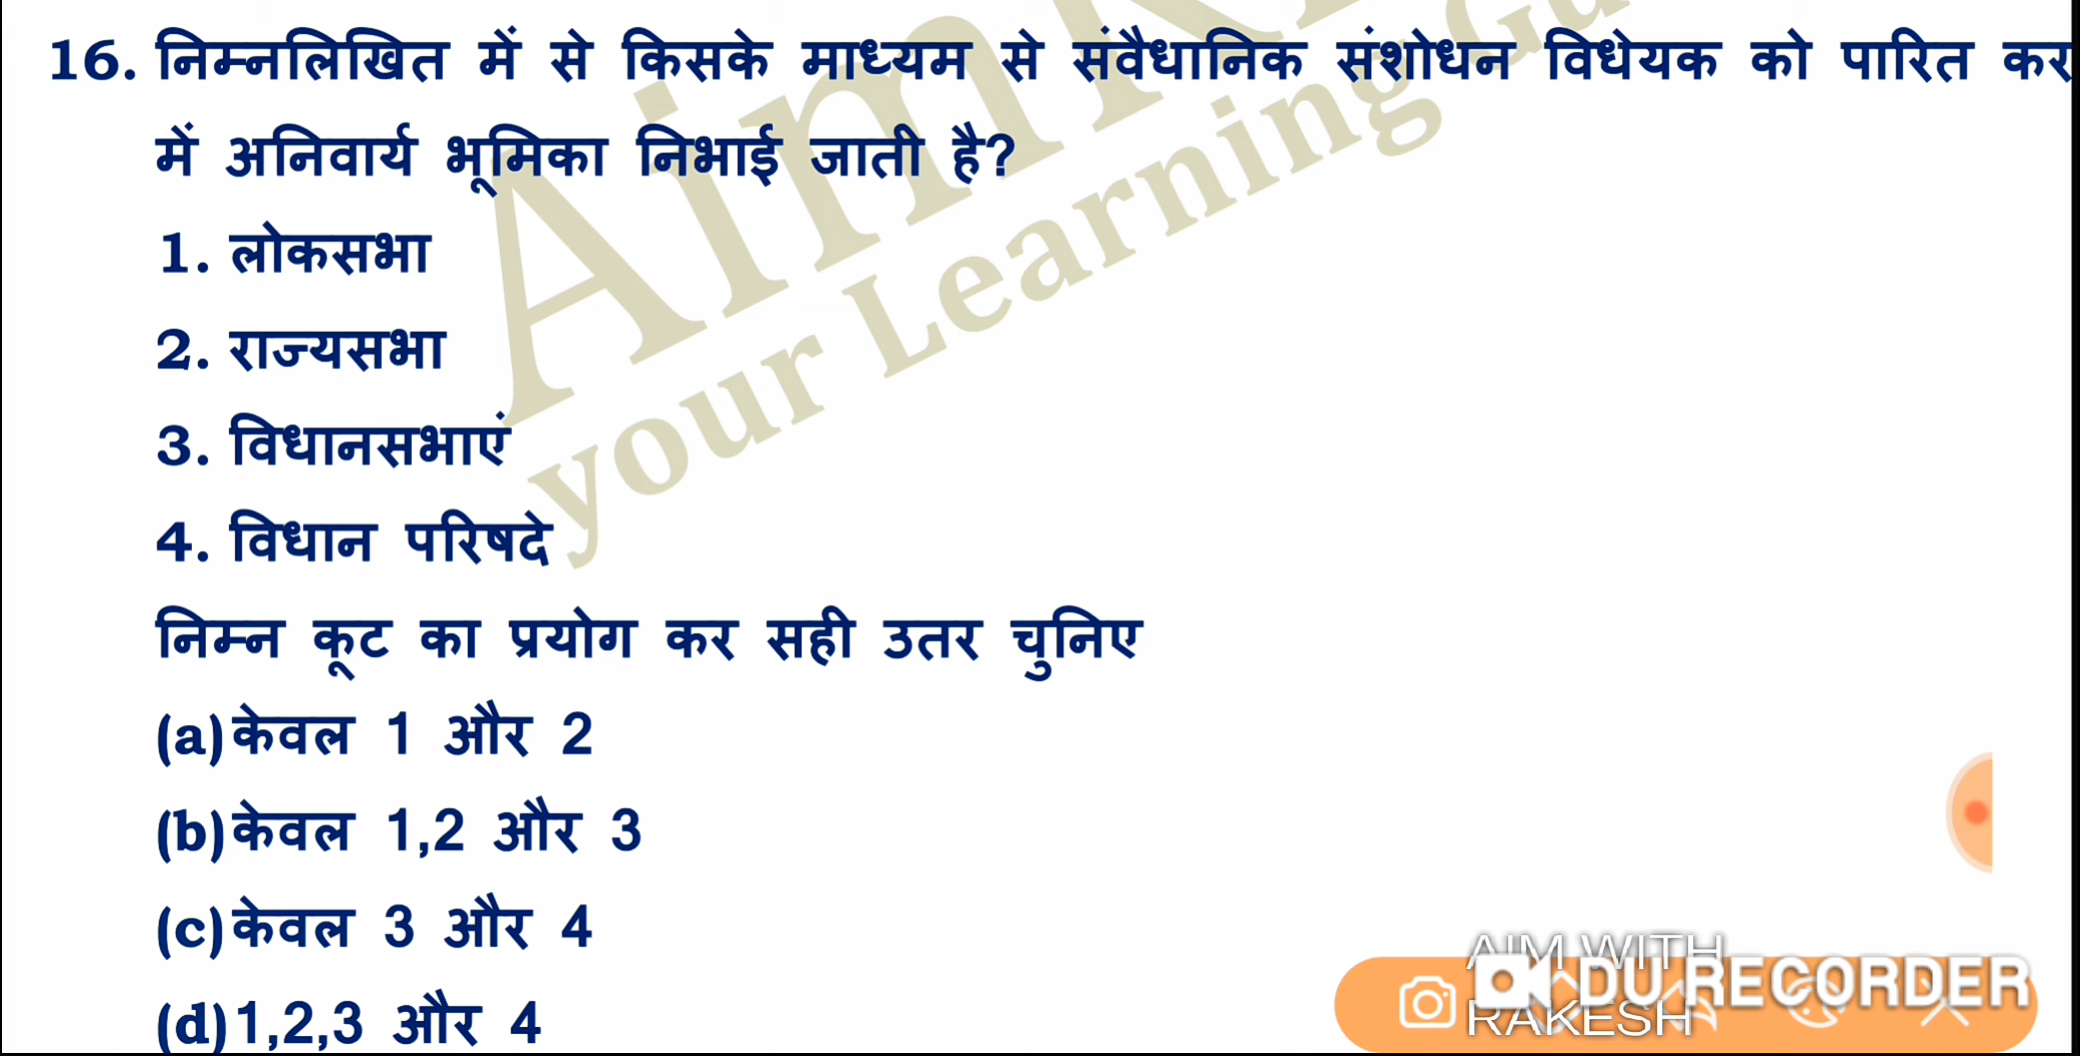 16. निम्नलिखित में से किसके माध्यम से संवैधानिक संशोधन विधेयक को पारित कर
में अनिवार्य भूमिका निभाई जाती है?
1. लोकसभा
2. राज्यसभा
3. विधानसभाएं
4. विधान परिषदे
निम्न कूट का प्रयोग कर सही उतर चुनिए
(a)केवल 1 और 2
(b)केवल 1,2 और 3
(c)केवल 3 और 4
(d)1,2,3 और 4
your Learning
AIM WITH
DU RECORDER
RAKESH